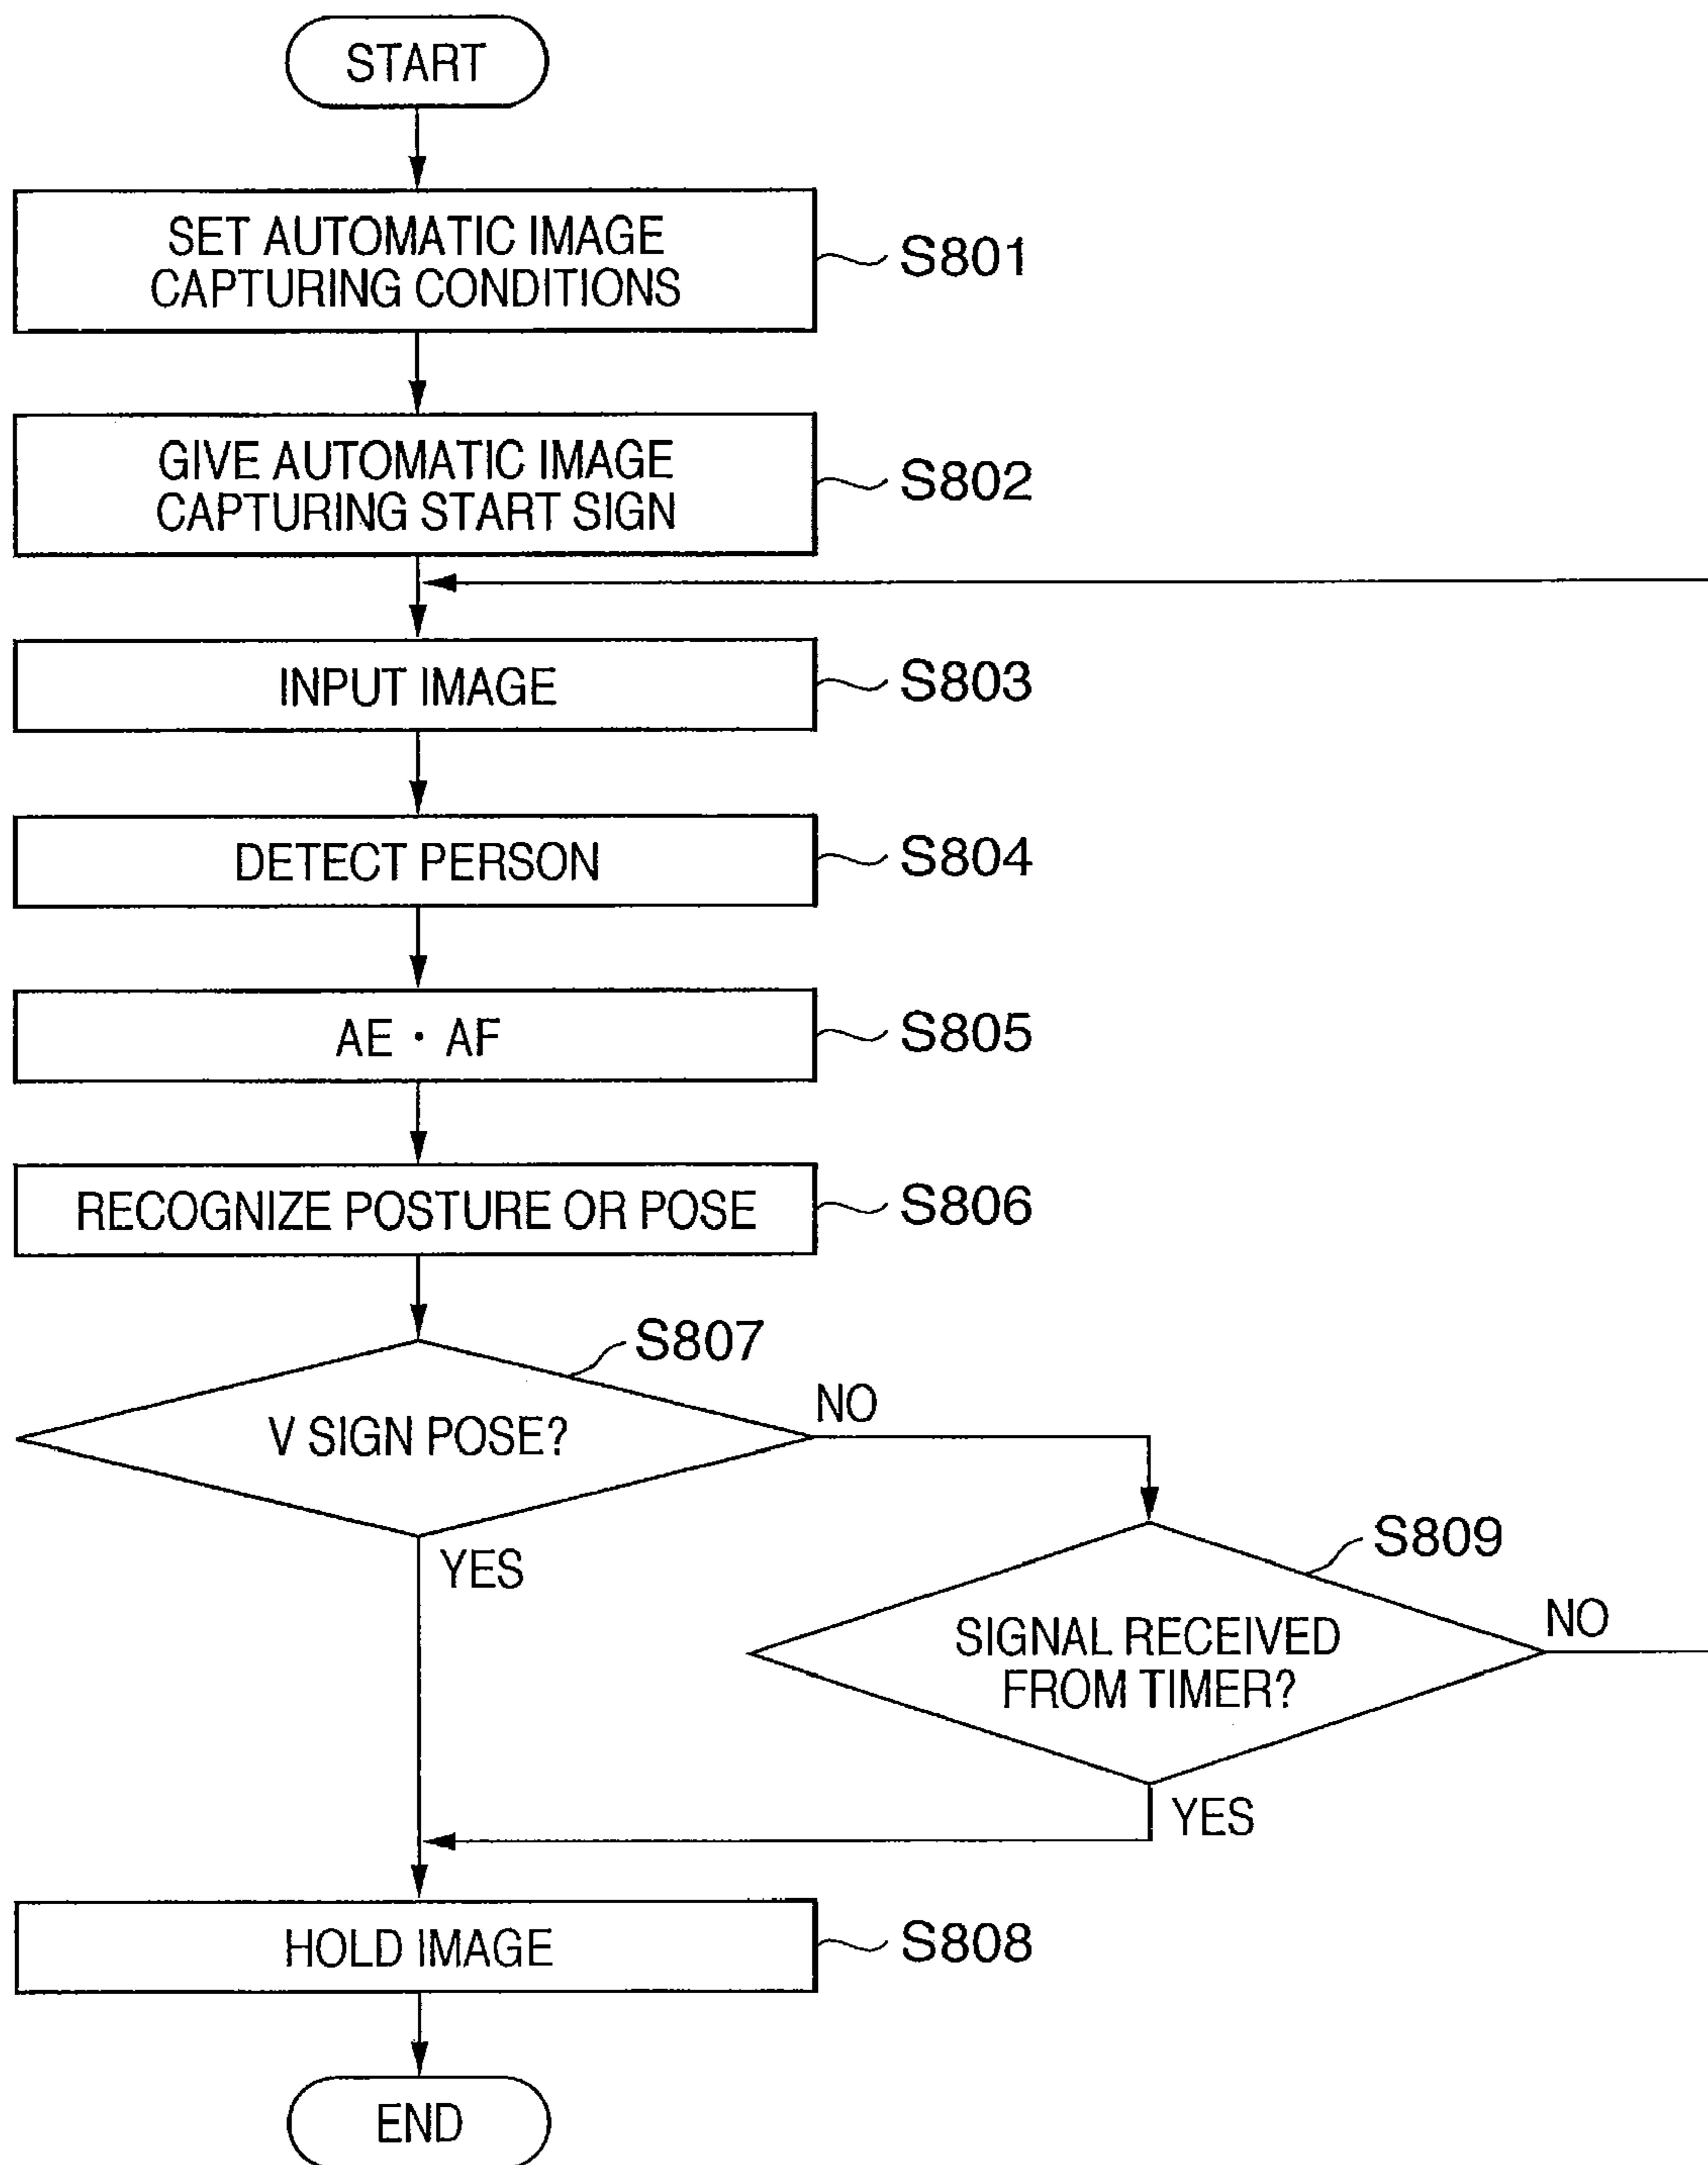 START
SET AUTOMATIC IMAGE
CAPTURING CONDITIONS
S801
GIVE AUTOMATIC IMAGE
CAPTURING START SIGN
S802
INPUT IMAGE
S803
DETECT PERSON
S804
AE · AF
S805
RECOGNIZE POSTURE OR POSE
S806
S807
V SIGN POSE?
NO
YES
S809
SIGNAL RECEIVED
FROM TIMER?
NO
YES
HOLD IMAGE
S808
END